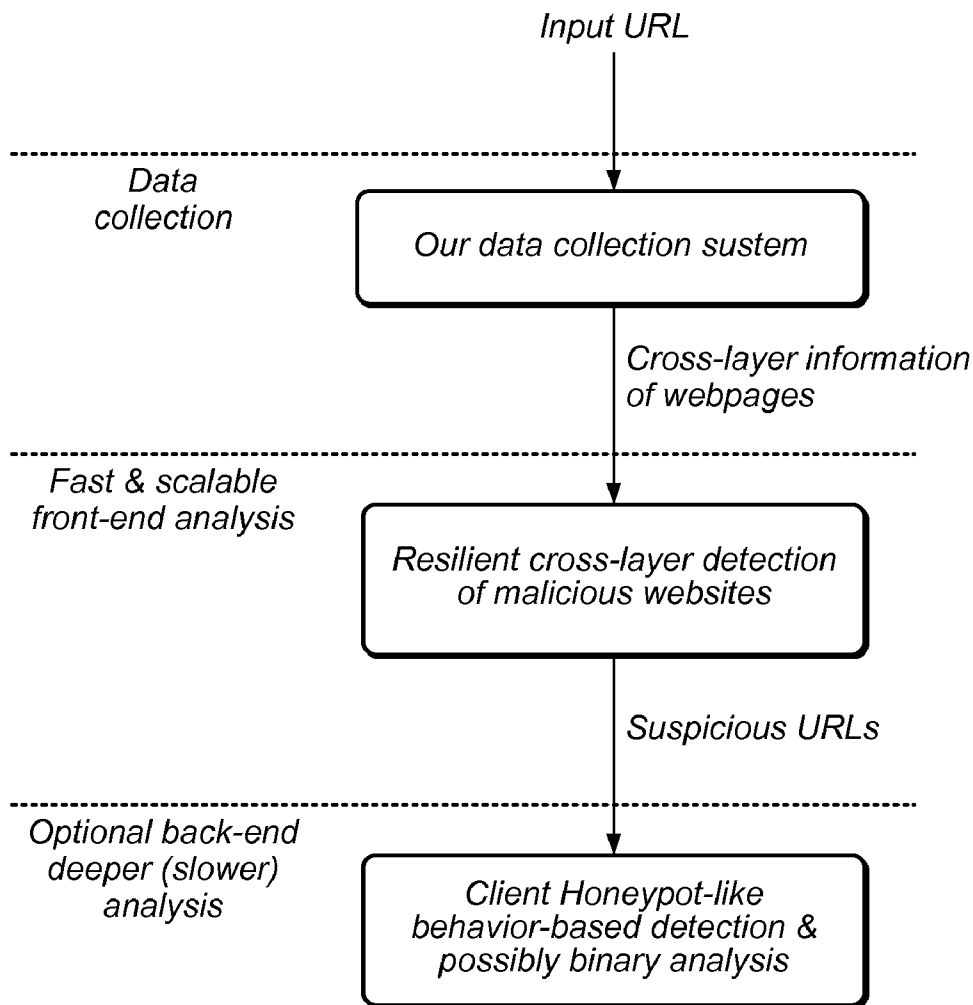 Input URL
Data
collection
Our data collection sustem
Cross-layer information
of webpages
Fast & scalable
front-end analysis
Resilient cross-layer detection
of malicious websites
Suspicious URLs
Optional back-end
deeper (slower)
analysis
Client Honeypot-like
behavior-based detection &
possibly binary analysis